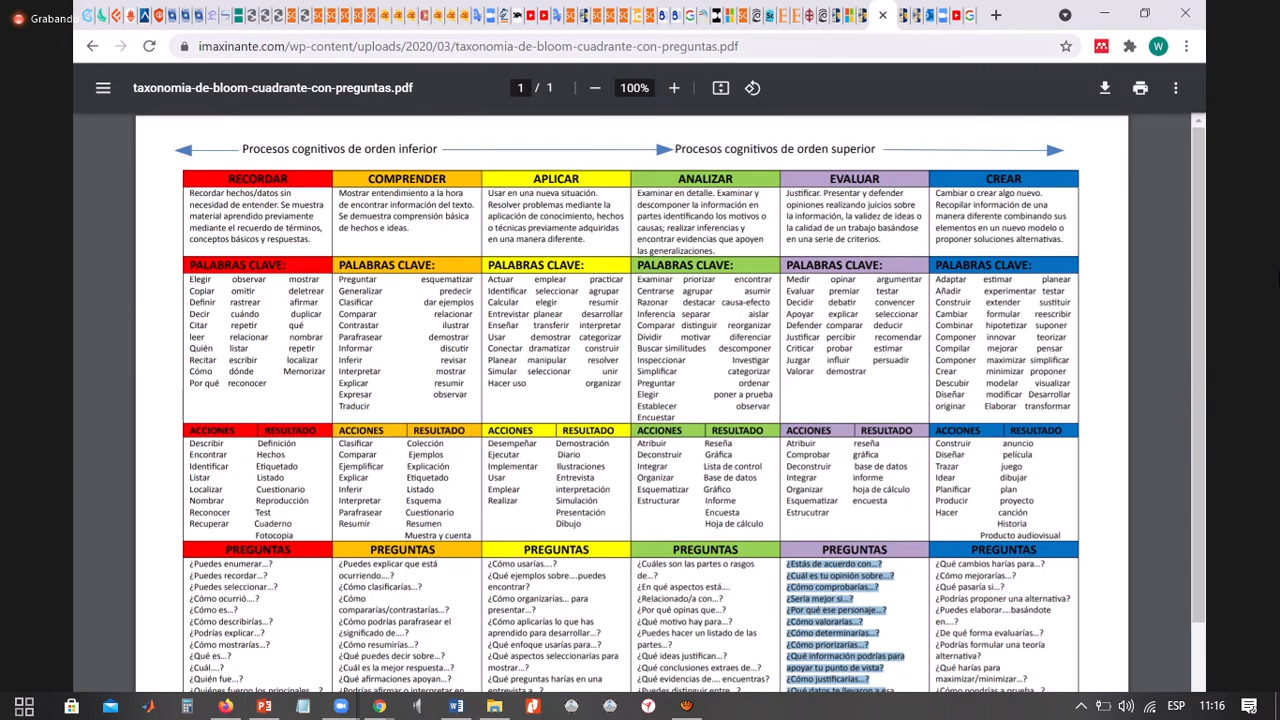 Grabando
imaxinante.com/wp-content/uploads/2020/03/taxonomia-de-bloom-cuadrante-con-preguntas.pdf
W
taxonomia-de-bloom-cuadrante-con-preguntas.pdf
1 / 1
100%
Procesos cognitivos de orden inferior
Procesos cognitivos de orden superior
RECORDAR
Recordar hechos/datos sin
necesidad de entender. Se muestra
material aprendido previamente
mediante el recuerdo de términos,
conceptos básicos y respuestas.
PALABRAS CLAVE:
Elegir observar mostrar
Copiar omitir deletrear
Definir rastrear afirmar
Decir cuándo duplicar
Citar repetir qué
leer relacionar nombrar
Quién listar repetir
Recitar escribir localizar
Cómo dónde Memorizar
Por qué reconocer
ACCIONES RESULTADO
Describir Definición
Encontrar Hechos
Identificar Etiquetado
Listar Listado
Localizar Cuestionario
Nombrar Reproducción
Reconocer Test
Recuperar Cuaderno
Fotocopia
PREGUNTAS
¿Puedes enumerar...?
¿Puedes recordar...?
¿Puedes seleccionar...?
¿Cómo ocurrió....?
¿Cómo es...?
¿Cómo describirías...?
¿Podrías explicar...?
¿Cómo mostrarías...?
¿Qué es...?
¿Cuál....?
¿Quién fue...?
¿Quiénes fueron los principales...?
COMPRENDER
Mostrar entendimiento a la hora
de encontrar información del texto.
Se demuestra comprensión básica
de hechos e ideas.
PALABRAS CLAVE:
Preguntar esquematizar
Generalizar predecir
Clasificar dar ejemplos
Comparar relacionar
Contrastar ilustrar
Parafrasear demostrar
Informar discutir
Inferir revisar
Interpretar mostrar
Explicar resumir
Expresar observar
Traducir
ACCIONES RESULTADO
Clasificar Colección
Comparar Ejemplos
Ejemplificar Explicación
Explicar Etiquetado
Inferir Listado
Interpretar Esquema
Parafrasear Cuestionario
Resumir Resumen
Muestra y cuenta
PREGUNTAS
¿Puedes explicar que está
ocurriendo....?
¿Cómo clasificarías...?
¿Cómo
compararías/contrastarías...?
¿Cómo podrías parafrasear el
significado de....?
¿Cómo resumirías...?
¿Qué puedes decir sobre...?
¿Cuál es la mejor respuesta...?
¿Qué afirmaciones apoyan...?
¿Podrías afirmar o interpretar en
APLICAR
Usar en una nueva situación.
Resolver problemas mediante la
aplicación de conocimiento, hechos
o técnicas previamente adquiridas
en una manera diferente.
PALABRAS CLAVE:
Actuar emplear practicar
Identificar seleccionar agrupar
Calcular elegir resumir
Entrevistar planear desarrollar
Enseñar transferir interpretar
Usar demostrar categorizar
Conectar dramatizar construir
Planear manipular resolver
Simular seleccionar unir
Hacer uso organizar
ACCIONES RESULTADO
Desempeñar Demostración
Ejecutar Diario
Implementar Ilustraciones
Usar Entrevista
Emplear interpretación
Realizar Simulación
Presentación
Dibujo
PREGUNTAS
¿Cómo usarías....?
¿Qué ejemplos sobre....puedes
encontrar?
¿Cómo organizarías... para
presentar...?
¿Cómo aplicarías lo que has
aprendido para desarrollar...?
¿Qué enfoque usarías para...?
¿Qué aspectos seleccionarías para
mostrar...?
¿Qué preguntas harías en una
entrevista a...?
ANALIZAR
Examinar en detalle. Examinar y
descomponer la información en
partes identificando los motivos o
causas; realizar inferencias y
encontrar evidencias que apoyen
las generalizaciones.
PALABRAS CLAVE:
Examinar priorizar encontrar
Centrarse agrupar asumir
Razonar destacar causa-efecto
Inferencia separar aislar
Comparar distinguir reorganizar
Dividir motivar diferenciar
Buscar similitudes descomponer
Inspeccionar Investigar
Simplificar categorizar
Preguntar ordenar
Elegir poner a prueba
Establecer observar
Encuestar
ACCIONES RESULTADO
Atribuir Reseña
Deconstruir Gráfica
Integrar Lista de control
Organizar Base de datos
Esquematizar Gráfico
Estructurar Informe
Encuesta
Hoja de cálculo
PREGUNTAS
¿Cuáles son las partes o rasgos
de...?
¿En qué aspectos está....
¿Relacionado/a con...?
¿Por qué opinas que...?
¿Qué motivo hay para...?
¿Puedes hacer un listado de las
partes...?
¿Qué ideas justifican...?
¿Qué conclusiones extraes de...?
¿Qué evidencias de.... encuentras?
¿Puedes distinguir entre...?
EVALUAR
Justificar. Presentar y defender
opiniones realizando juicios sobre
la información, la validez de ideas o
la calidad de un trabajo basándose
en una serie de criterios.
PALABRAS CLAVE:
Medir opinar argumentar
Evaluar premiar testar
Decidir debatir convencer
Apoyar explicar seleccionar
Defender comparar deducir
Justificar percibir recomendar
Criticar probar estimar
Juzgar influir persuadir
Valorar demostrar
ACCIONES RESULTADO
Atribuir reseña
Comprobar gráfica
Deconstruir base de datos
Integrar informe
Organizar hoja de cálculo
Esquematizar encuesta
Estrucutrar
PREGUNTAS
¿Estás de acuerdo con...?
¿Cuál es tu opinión sobre...?
¿Cómo comprobarías...?
¿Sería mejor si...?
¿Por qué ese personaje...?
¿Cómo valorarías...?
¿Cómo determinarías...?
¿Cómo priorizarías...?
¿Qué información podrías para
apoyar tu punto de vista?
¿Cómo justificarías...?
¿Qué datos te llevaron a esa
CREAR
Cambiar o crear algo nuevo.
Recopilar información de una
manera diferente combinando sus
elementos en un nuevo modelo o
proponer soluciones alternativas.
PALABRAS CLAVE:
Adaptar estimar planear
Añadir experimentar testar
Construir extender sustituir
Cambiar formular reescribir
Combinar hipotetizar suponer
Componer innovar teorizar
Compilar mejorar pensar
Componer maximizar simplificar
Crear minimizar proponer
Descubir modelar visualizar
Diseñar modificar Desarrollar
originar Elaborar transformar
ACCIONES RESULTADO
Construir anuncio
Diseñar película
Trazar juego
Idear dibujar
Planificar plan
Producir proyecto
Hacer canción
Historia
Producto audiovisual
PREGUNTAS
¿Qué cambios harías para...?
¿Cómo mejorarías...?
¿Qué pasaría si...?
¿Podrías proponer una alternativa?
¿Puedes elaborar....basándote
en....?
¿De qué forma evaluarías...?
¿Podrías formular una teoría
alternativa?
¿Qué harías para
maximizar/minimizar...?
¿Cómo pondrías a prueba...?
ESP
11:16